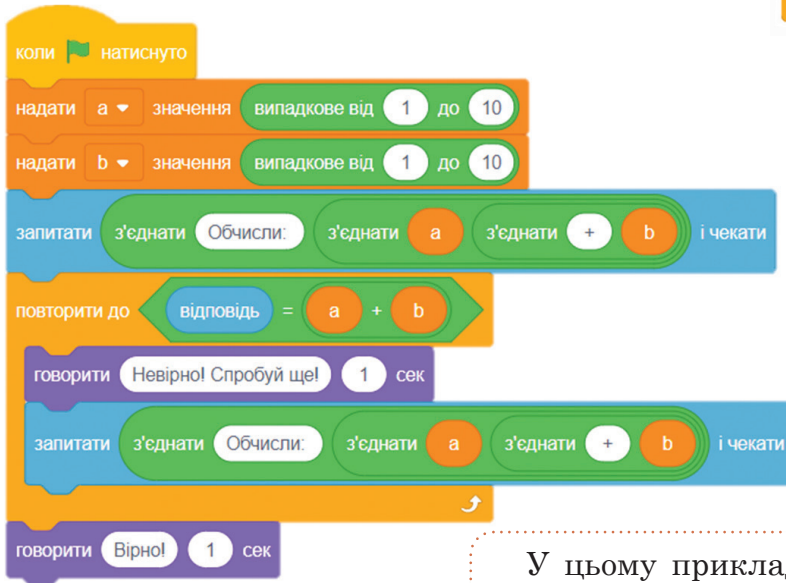 коли натиснуто
надати a значення випадкове від 1 до 10
надати b значення випадкове від 1 до 10
запитати з'єднати Обчисли: з'єднати a з'єднати + b і чекати
повторити до відповідь = a + b
говорити Невірно! Спробуй ще! 1 сек
запитати з'єднати Обчисли: з'єднати a з'єднати + b і чекати
говорити Вірно! 1 сек
У цьому приклад